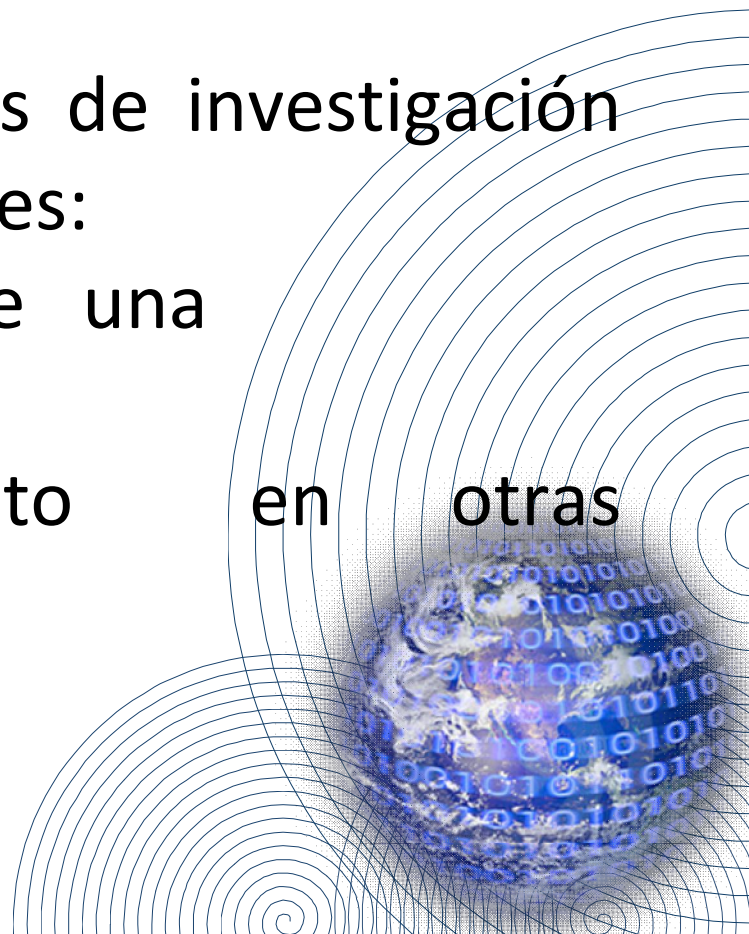 s de investigación
es:
e una
to en otras